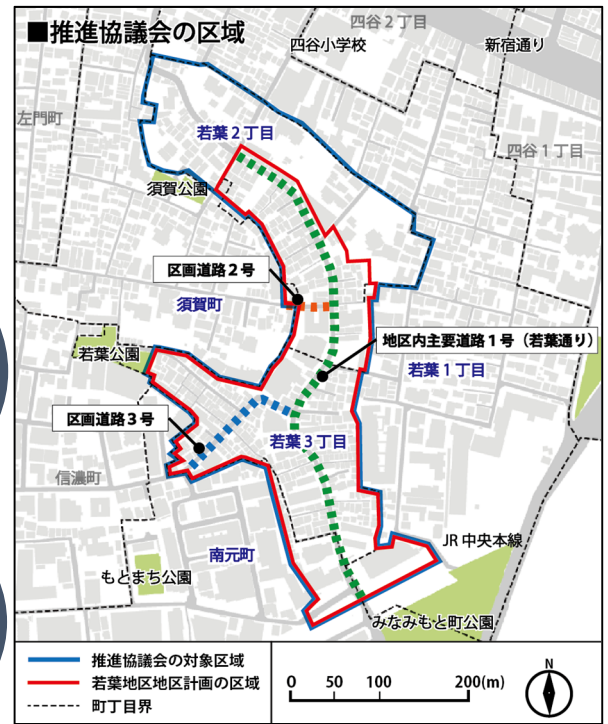 ■推進協議会の区域
四谷2丁目
四谷小学校
新宿通り
左門町
若葉2丁目
四谷1丁目
須賀公園
区画道路2号
須賀町
地区内主要道路1号（若葉通り）
若葉公園
若葉1丁目
区画道路3号
若葉3丁目
信濃町
南元町
JR中央本線
もとまち公園
みなみもと町公園
推進協議会の対象区域
若葉地区地区計画の区域
町丁目界
0 50 100 200(m)
N